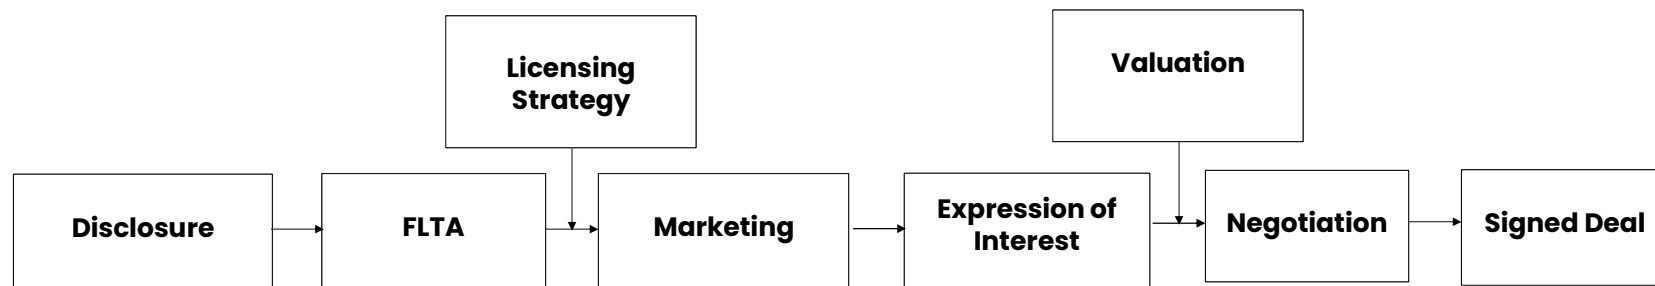 Licensing
Strategy
Valuation
Disclosure
FLTA
Marketing
Expression of
Interest
Negotiation
Signed Deal